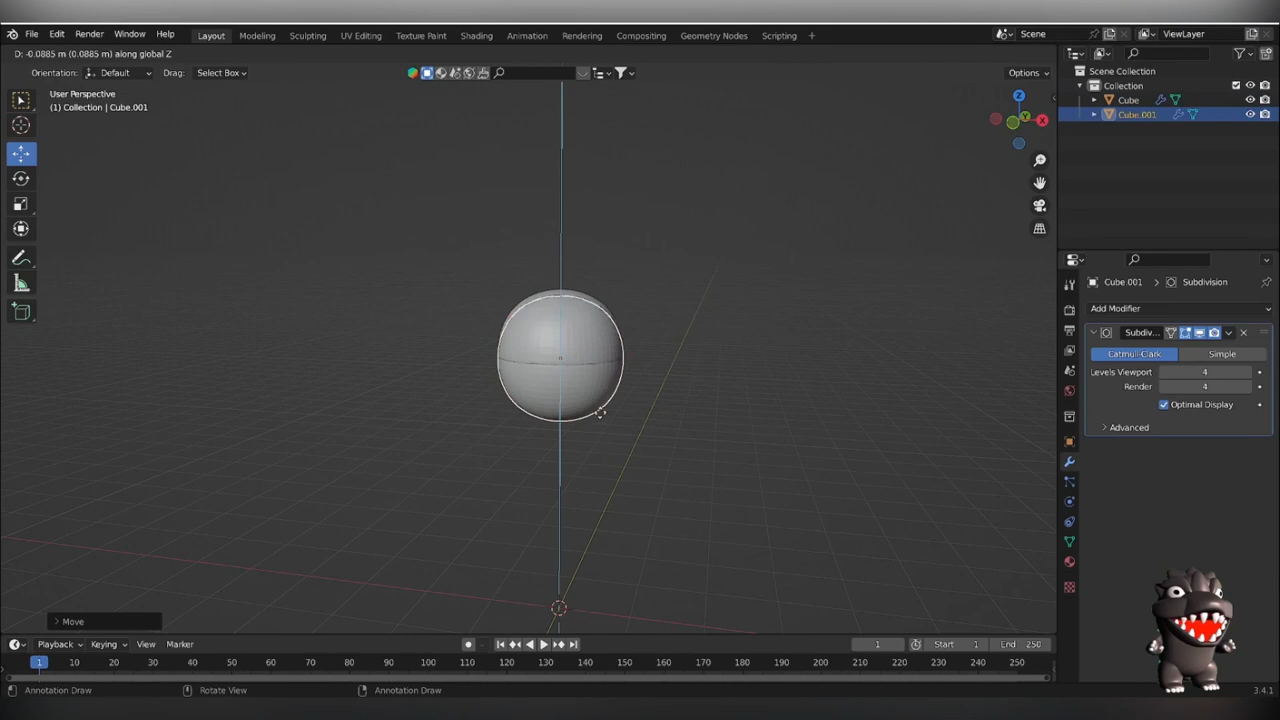 File Edit Render Window Help Layout Modeling Sculpting UV Editing Texture Paint Shading Animation Rendering Compositing Geometry Nodes Scripting + Scene ViewLayer
D: -0.0885 m (0.0885 m) along global Z
Orientation: Default Drag: Select Box Options
User Perspective
(1) Collection | Cube.001
Z
Y
X
Scene Collection
Collection
Cube
Cube.001
Cube.001 > Subdivision
Add Modifier
Subdiv...
Catmull-Clark Simple
Levels Viewport 4
Render 4
Optimal Display
Advanced
Move
Playback Keying View Marker 1 Start 1 End 250
1 10 20 30 40 50 60 70 80 90 100 110 120 130 140 150 160 170 180 190 200 210 220 230 240 250
Annotation Draw Rotate View Annotation Draw 3.4.1